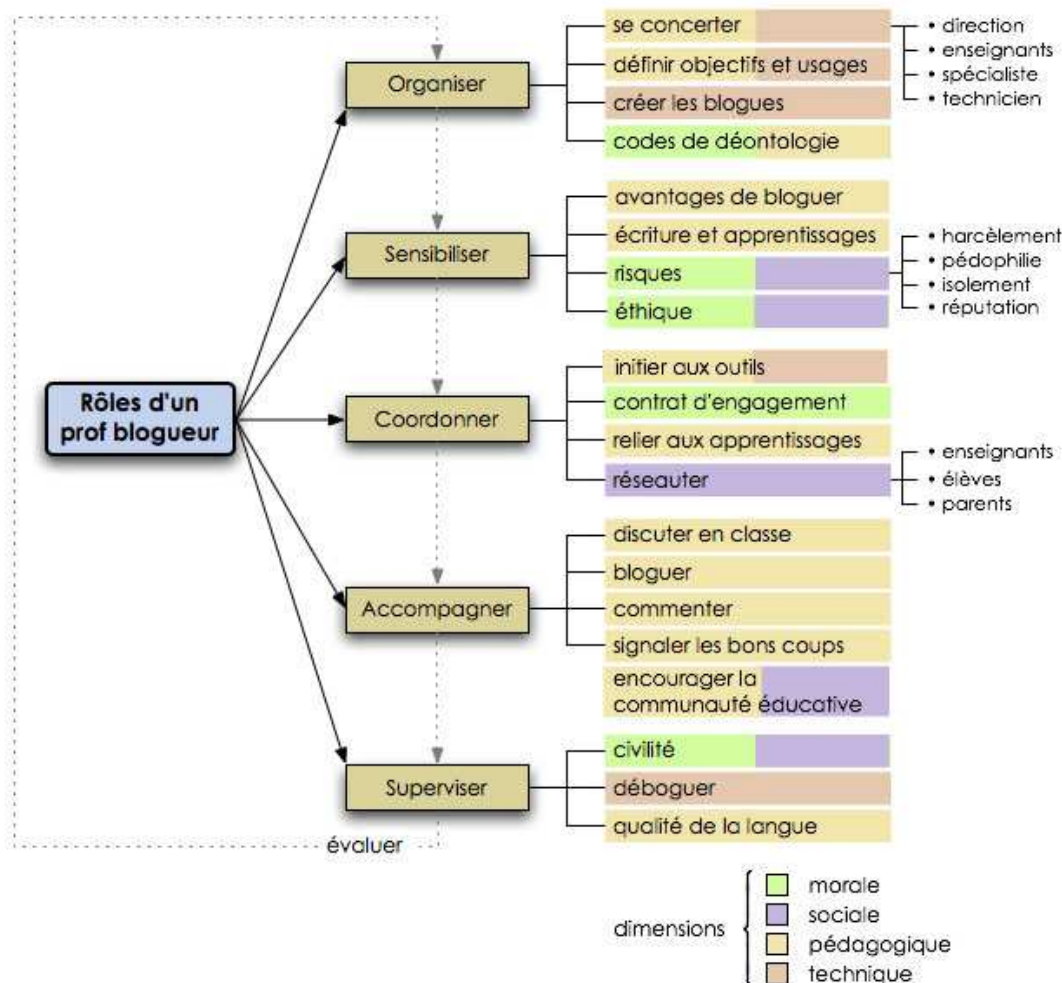 Rôles d'un
prof blogueur
Organiser
se concerter
• direction
• enseignants
• spécialiste
• technicien
définir objectifs et usages
créer les blogues
codes de déontologie
Sensibiliser
avantages de bloguer
écriture et apprentissages
risques
• harcèlement
• pédophilie
• isolement
• réputation
éthique
Coordonner
initier aux outils
contrat d'engagement
relier aux apprentissages
réseauter
• enseignants
• élèves
• parents
Accompagner
discuter en classe
bloguer
commenter
signaler les bons coups
encourager la
communauté éducative
Superviser
civilité
déboguer
qualité de la langue
évaluer
dimensions
morale
sociale
pédagogique
technique